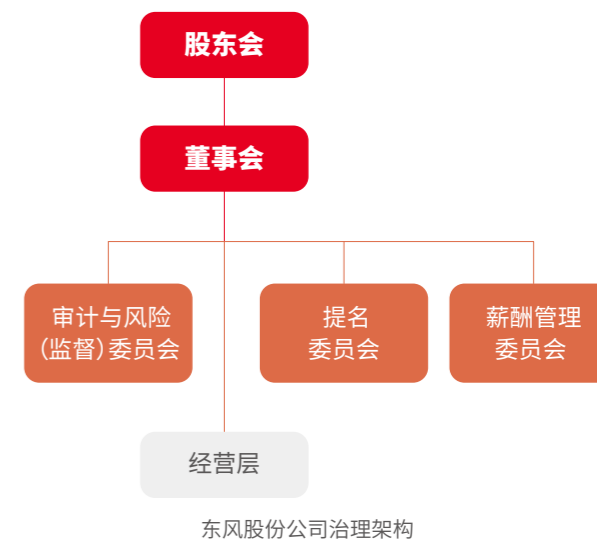 股东会
董事会
审计与风险
（监督）委员会
提名
委员会
薪酬管理
委员会
经营层
东风股份公司治理架构